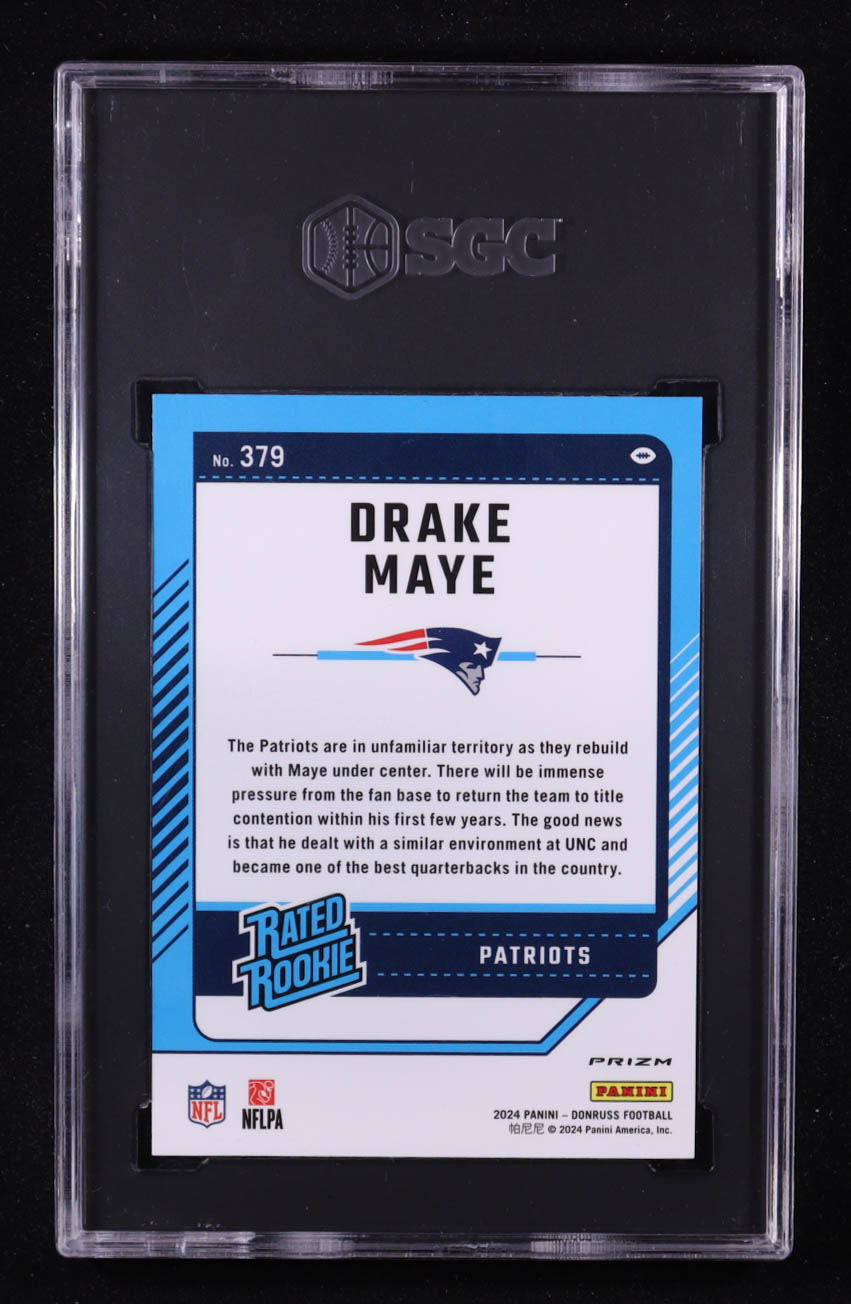 SGC
No. 379
DRAKE
MAYE
The Patriots are in unfamiliar territory as they rebuild
with Maye under center. There will be immense
pressure from the fan base to return the team to title
contention within his first few years. The good news
is that he dealt with a similar environment at UNC and
became one of the best quarterbacks in the country.
RATED
ROOKIE
PATRIOTS
PRIZM
PANINI
NFL
NFLPA
2024 PANINI – DONRUSS FOOTBALL
帕尼尼 © 2024 Panini America, Inc.